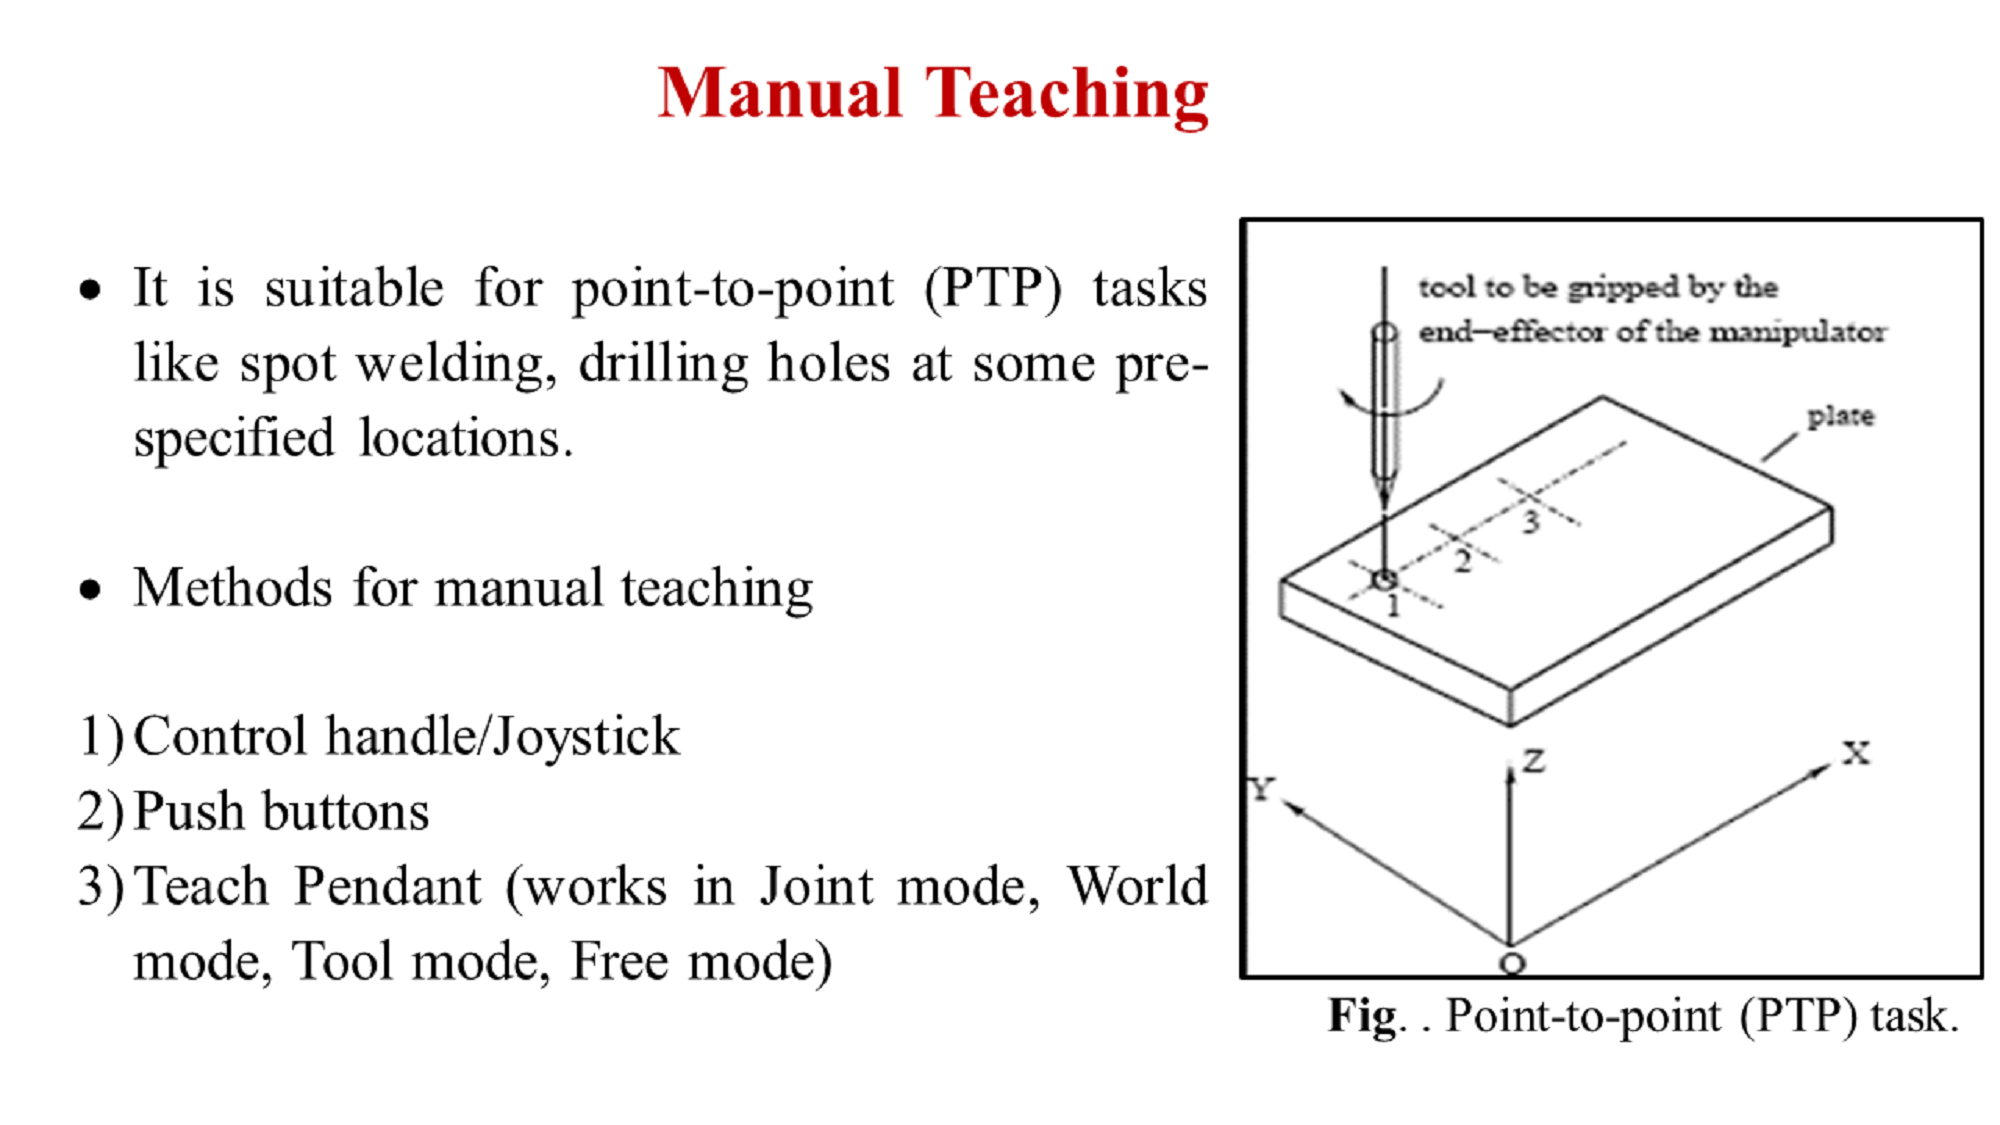 Manual Teaching
• It is suitable for point-to-point (PTP) tasks
like spot welding, drilling holes at some pre-
specified locations.
• Methods for manual teaching
1) Control handle/Joystick
2) Push buttons
3) Teach Pendant (works in Joint mode, World
mode, Tool mode, Free mode)
tool to be gripped by the
end-effector of the manipulator
plate
3
2
1
Z
X
Y
O
Fig. . Point-to-point (PTP) task.